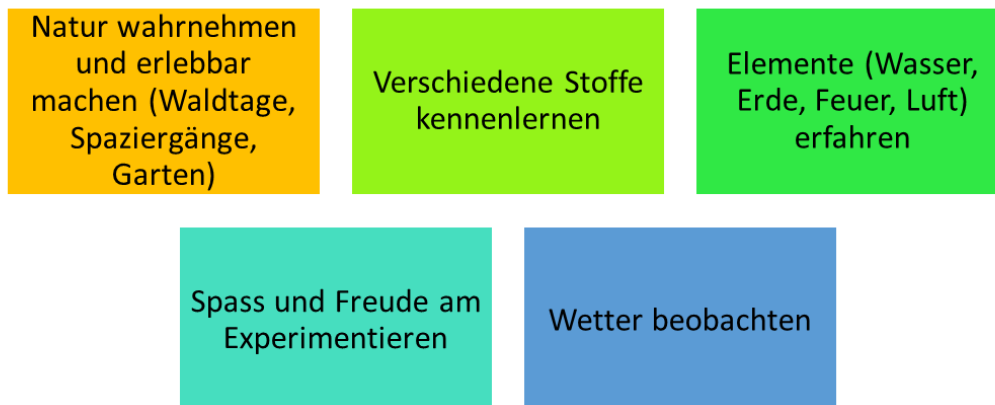 Natur wahrnehmen
und erlebbar
machen (Waldtage,
Spaziergänge,
Garten)
Verschiedene Stoffe
kennenlernen
Elemente (Wasser,
Erde, Feuer, Luft)
erfahren
Spass und Freude am
Experimentieren
Wetter beobachten